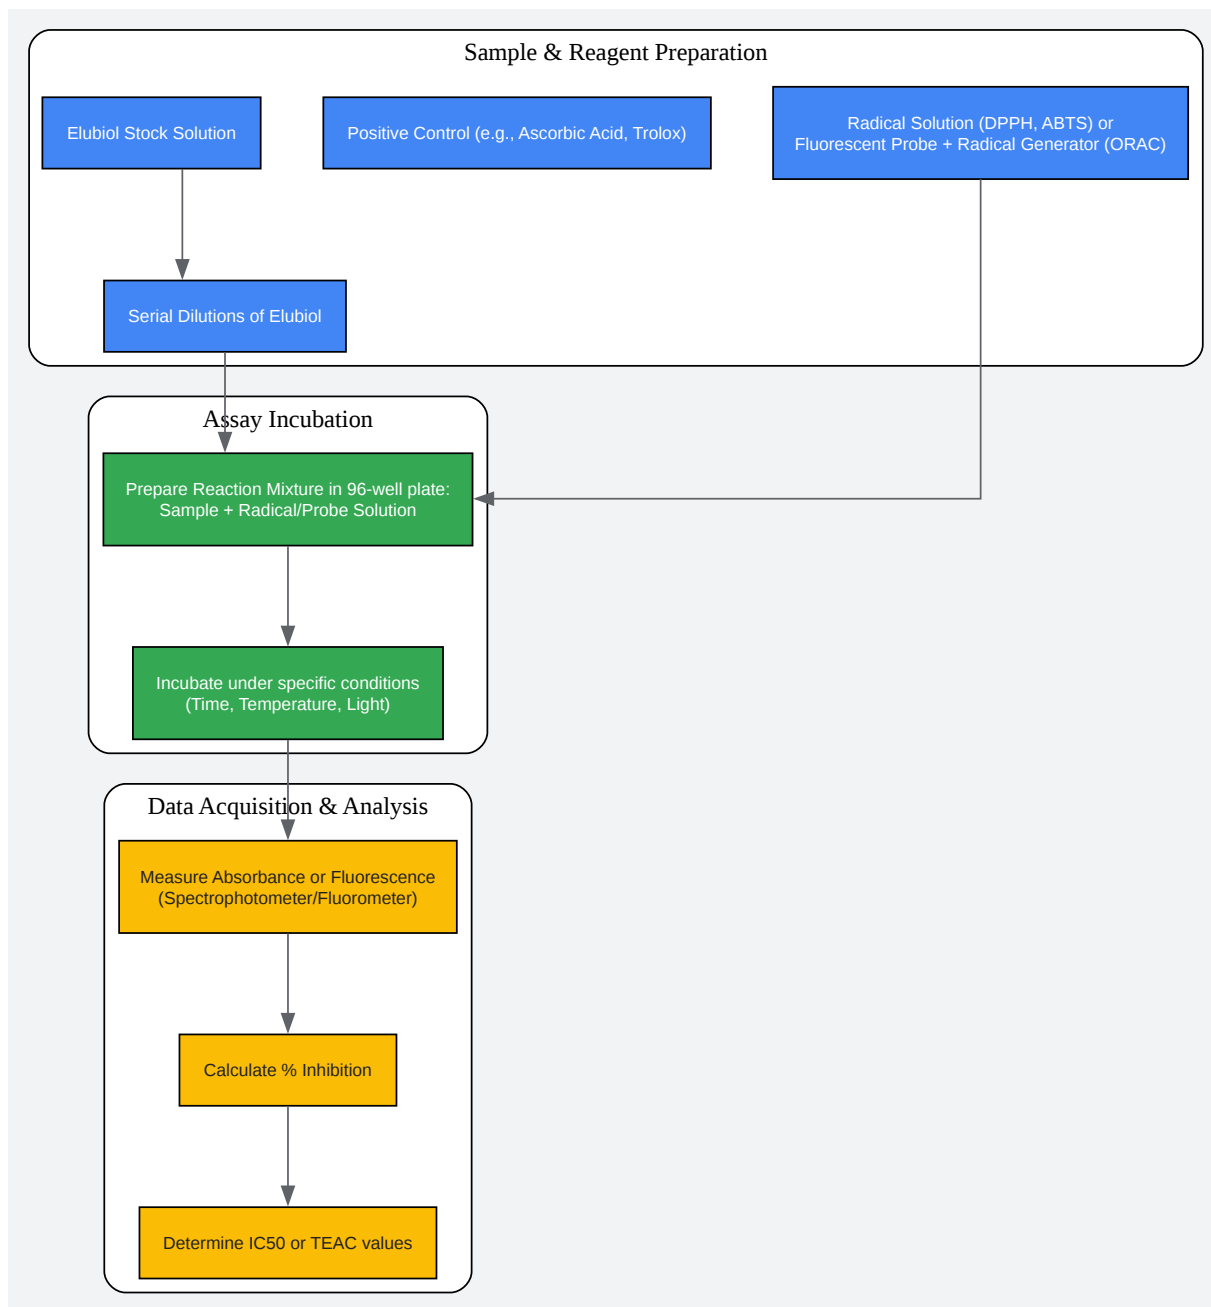 Sample & Reagent Preparation
Elubiol Stock Solution
Positive Control (e.g., Ascorbic Acid, Trolox)
Radical Solution (DPPH, ABTS) or
Fluorescent Probe + Radical Generator (ORAC)
Serial Dilutions of Elubiol
Assay Incubation
Prepare Reaction Mixture in 96-well plate:
Sample + Radical/Probe Solution
Incubate under specific conditions
(Time, Temperature, Light)
Data Acquisition & Analysis
Measure Absorbance or Fluorescence
(Spectrophotometer/Fluorometer)
Calculate % Inhibition
Determine IC50 or TEAC values